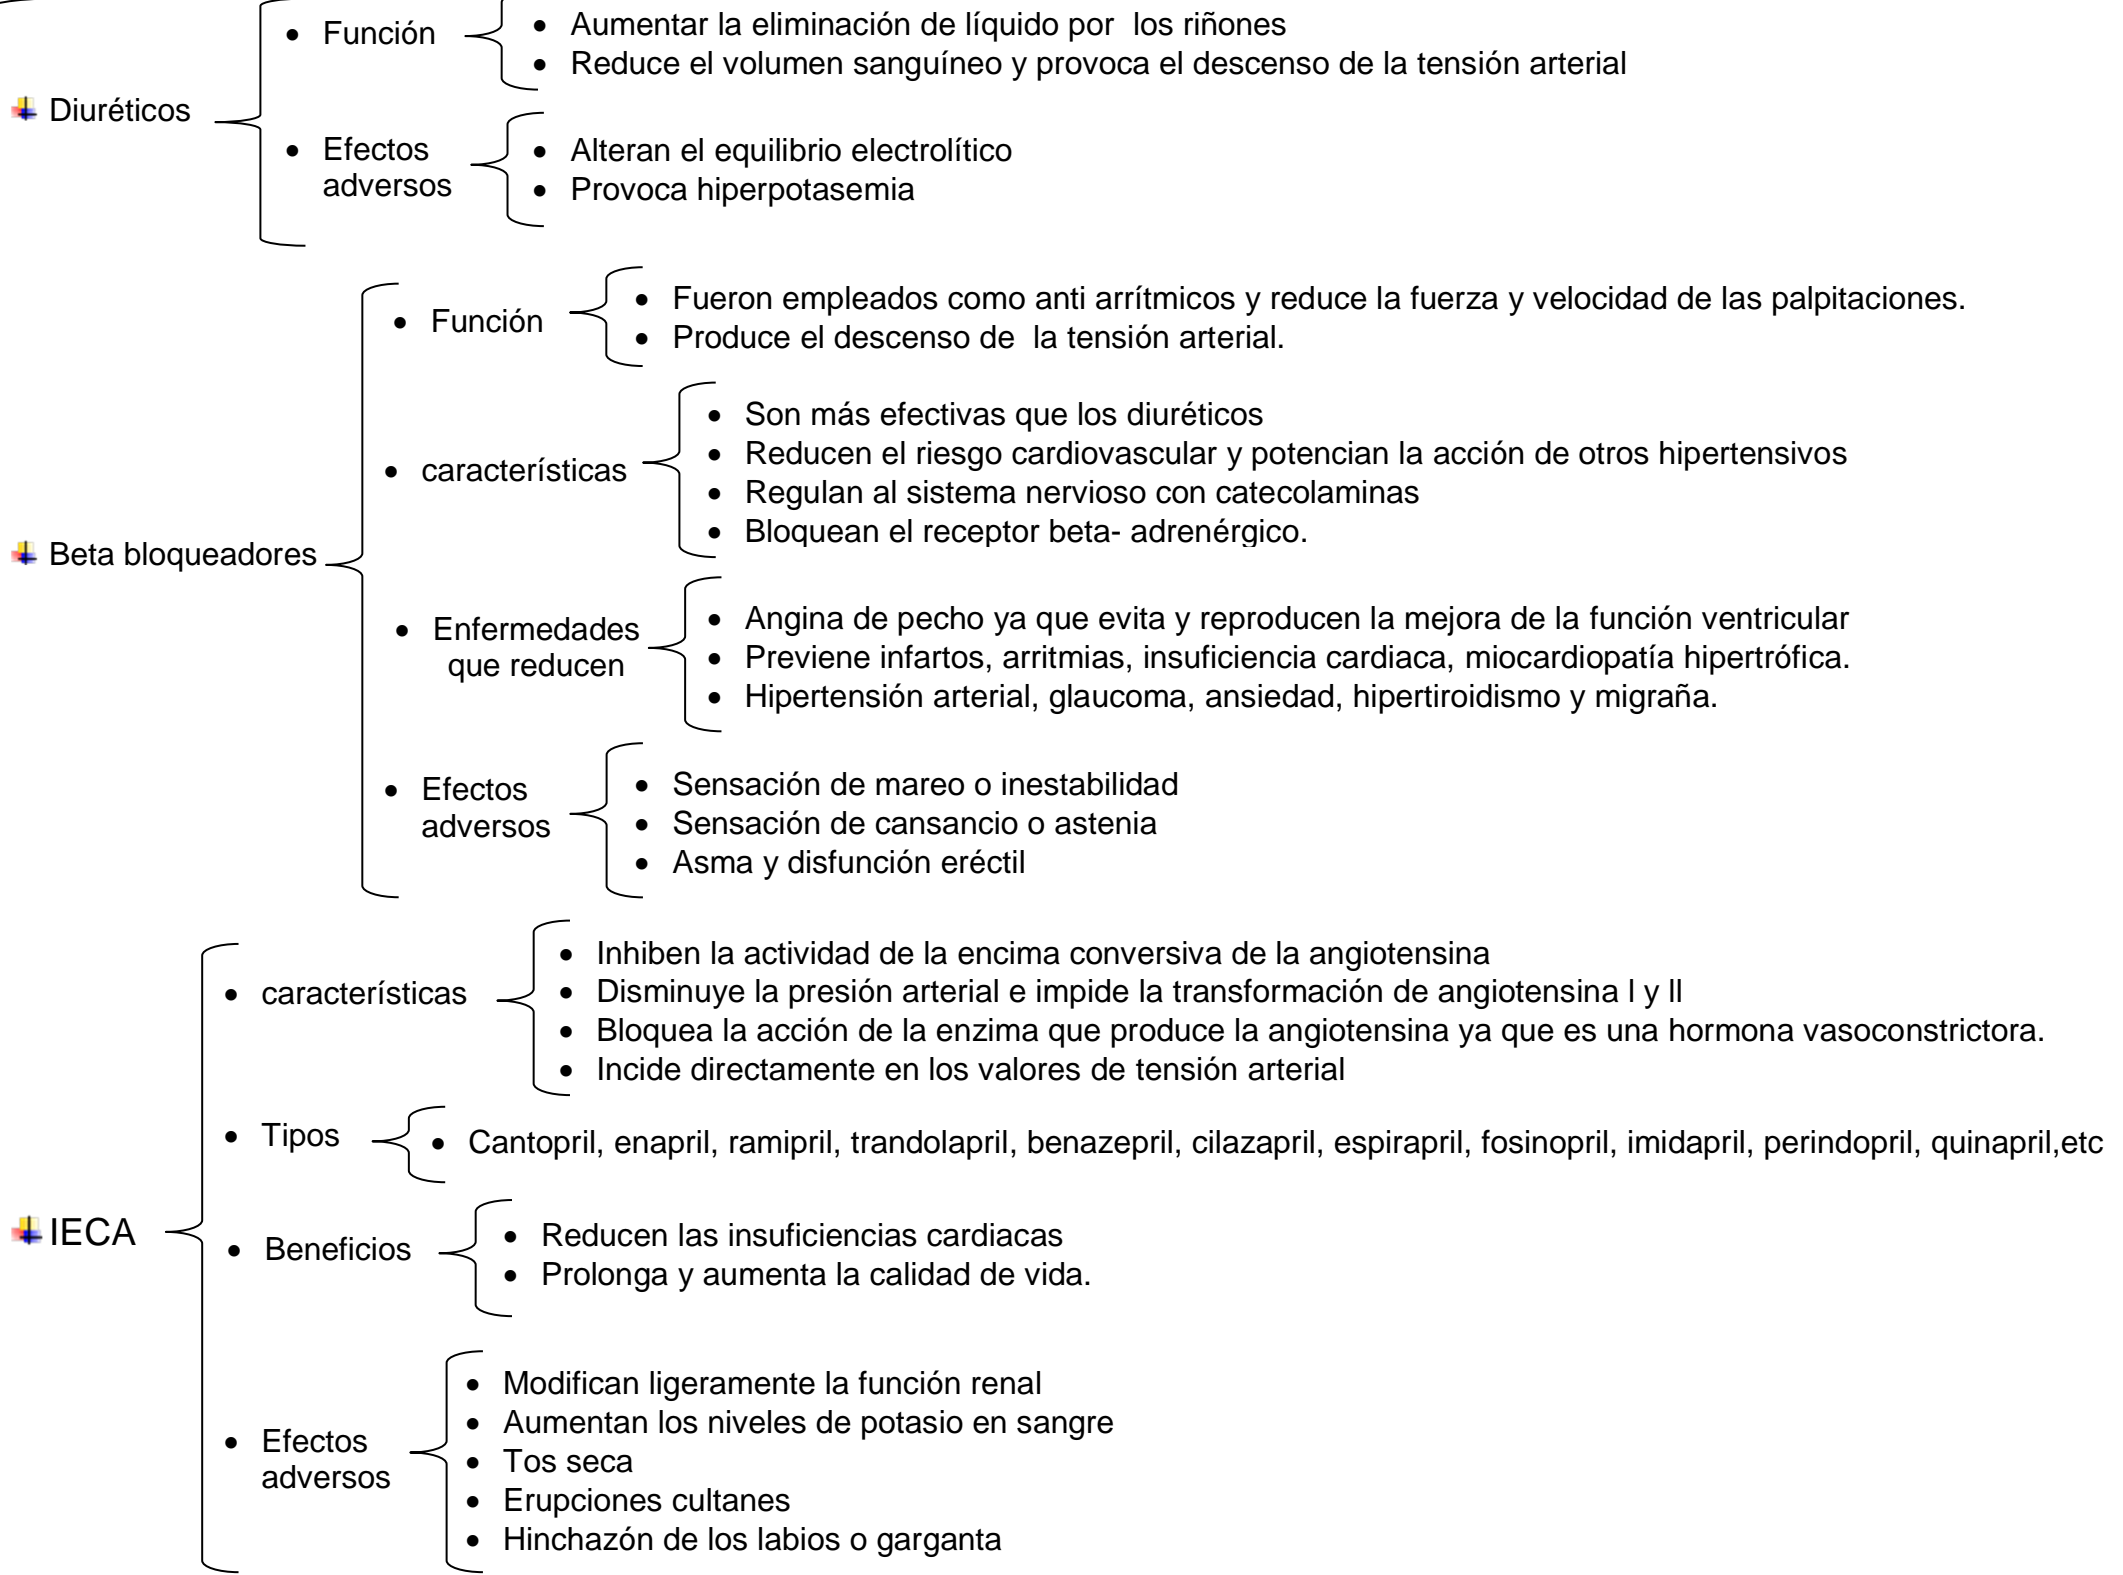 Diuréticos
Función
Aumentar la eliminación de líquido por  los riñones
Reduce el volumen sanguíneo y provoca el descenso de la tensión arterial
Efectos
adversos
Alteran el equilibrio electrolítico
Provoca hiperpotasemia
Beta bloqueadores
Función
Fueron empleados como anti arrítmicos y reduce la fuerza y velocidad de las palpitaciones.
Produce el descenso de  la tensión arterial.
características
Son más efectivas que los diuréticos
Reducen el riesgo cardiovascular y potencian la acción de otros hipertensivos
Regulan al sistema nervioso con catecolaminas
Bloquean el receptor beta- adrenérgico.
Enfermedades
que reducen
Angina de pecho ya que evita y reproducen la mejora de la función ventricular
Previene infartos, arritmias, insuficiencia cardiaca, miocardiopatía hipertrófica.
Hipertensión arterial, glaucoma, ansiedad, hipertiroidismo y migraña.
Efectos
adversos
Sensación de mareo o inestabilidad
Sensación de cansancio o astenia
Asma y disfunción eréctil
IECA
características
Inhiben la actividad de la encima conversiva de la angiotensina
Disminuye la presión arterial e impide la transformación de angiotensina l y ll
Bloquea la acción de la enzima que produce la angiotensina ya que es una hormona vasoconstrictora.
Incide directamente en los valores de tensión arterial
Tipos
Cantopril, enapril, ramipril, trandolapril, benazepril, cilazapril, espirapril, fosinopril, imidapril, perindopril, quinapril,etc
Beneficios
Reducen las insuficiencias cardiacas
Prolonga y aumenta la calidad de vida.
Efectos
adversos
Modifican ligeramente la función renal
Aumentan los niveles de potasio en sangre
Tos seca
Erupciones cultanes
Hinchazón de los labios o garganta